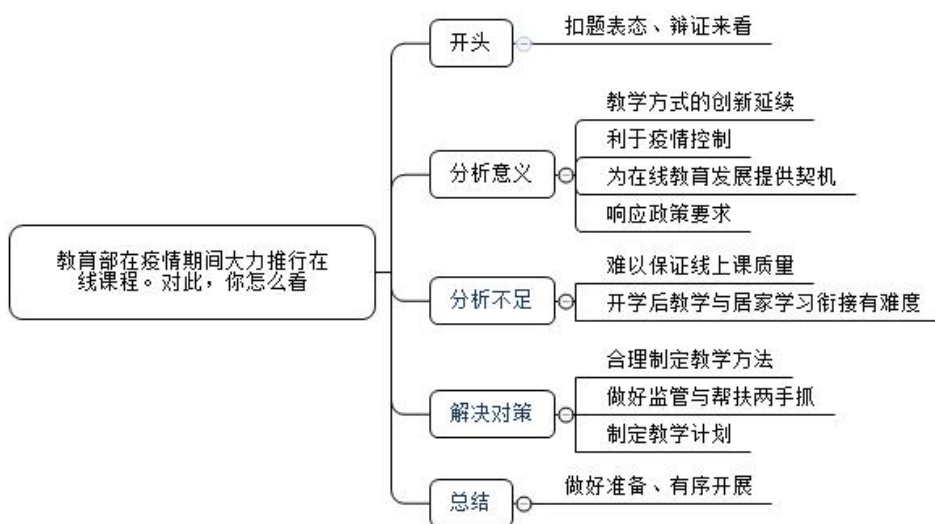 教育部在疫情期间大力推行在
线课程。对此，你怎么看
开头
扣题表态、辩证来看
分析意义
教学方式的创新延续
利于疫情控制
为在线教育发展提供契机
响应政策要求
分析不足
难以保证线上课质量
开学后教学与居家学习衔接有难度
解决对策
合理制定教学方法
做好监管与帮扶两手抓
制定教学计划
总结
做好准备、有序开展